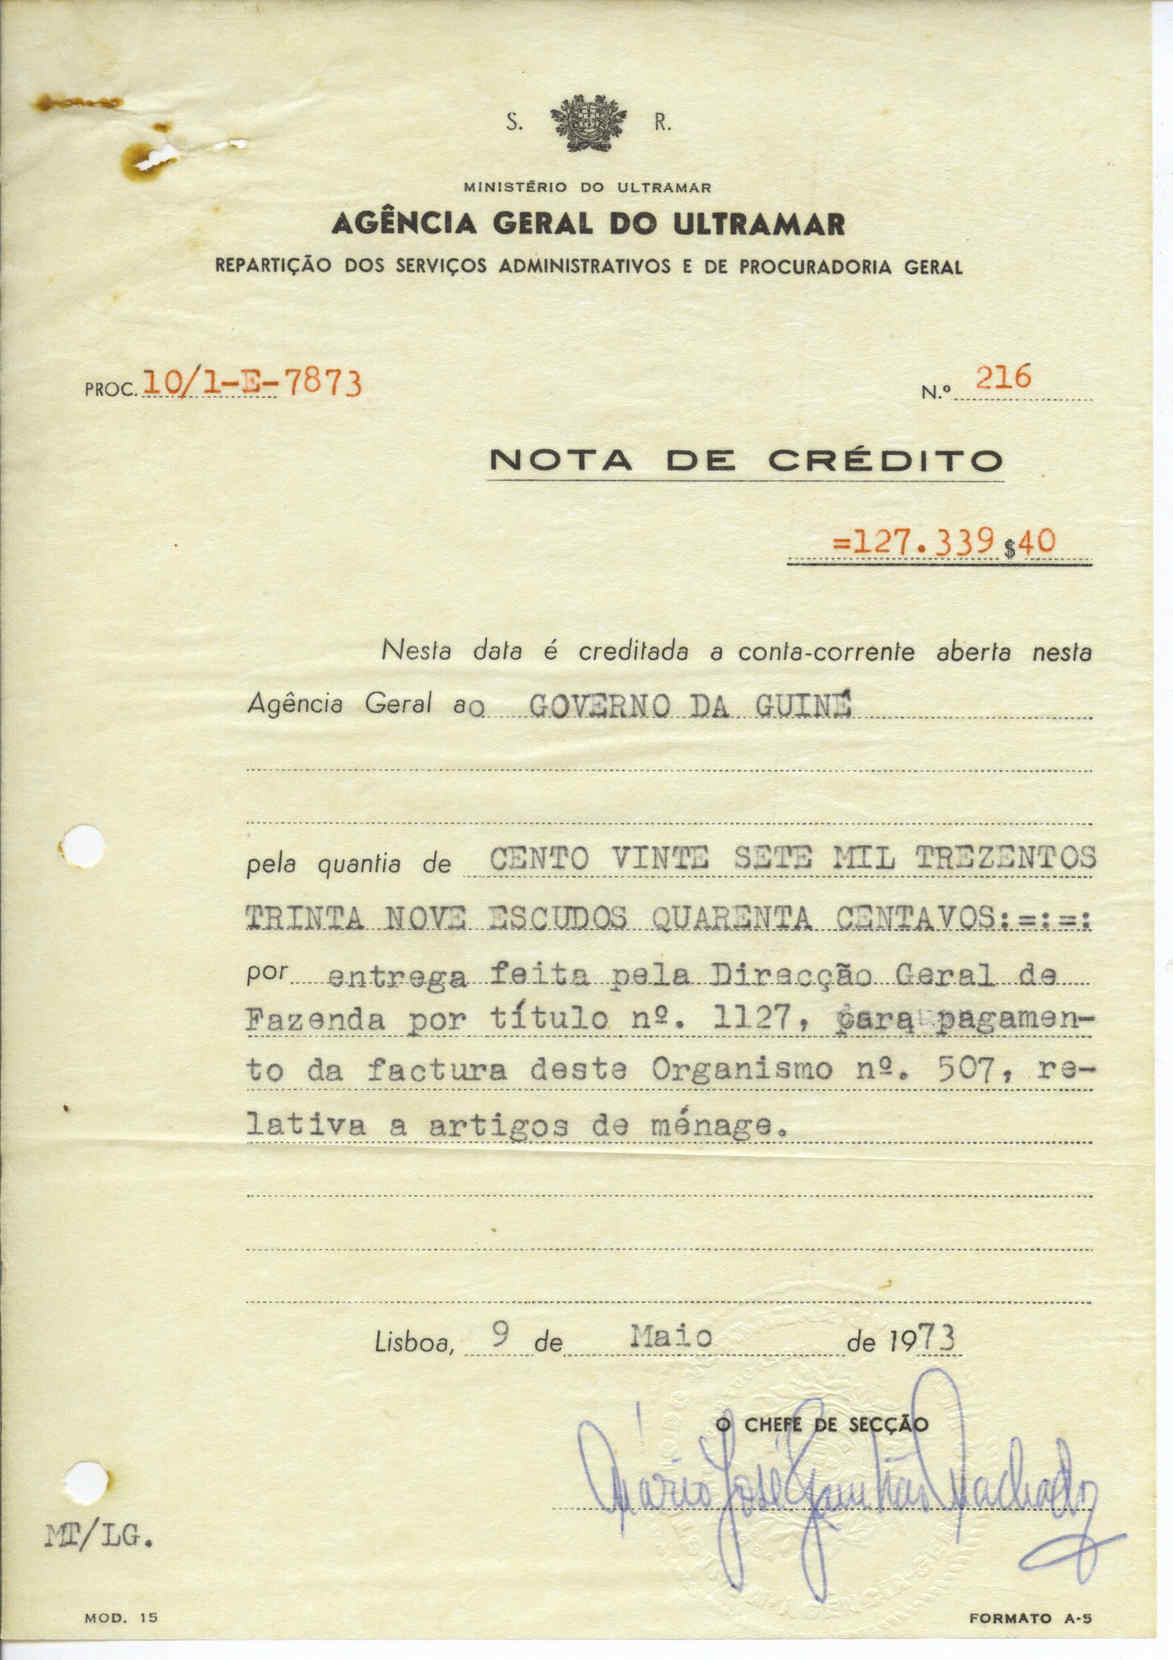 S. R.
MINISTÉRIO DO ULTRAMAR
AGÊNCIA GERAL DO ULTRAMAR
REPARTIÇÃO DOS SERVIÇOS ADMINISTRATIVOS E DE PROCURADORIA GERAL
PROC. 10/1-E-7873 N.º 216
NOTA DE CRÉDITO
=127.339$40
Nesta data é creditada a conta-corrente aberta nesta
Agência Geral ao GOVERNO DA GUINÉ
pela quantia de CENTO VINTE SETE MIL TREZENTOS
TRINTA NOVE ESCUDOS QUARENTA CENTAVOS:=:=:
por entrega feita pela Direcção Geral de
Fazenda por título nº. 1127, para pagamen-
to da factura deste Organismo nº. 507, re-
lativa a artigos de ménage.
Lisboa, 9 de Maio de 1973
O CHEFE DE SECÇÃO
Mário José Machado
MT/LG.
MOD. 15 FORMATO A-5